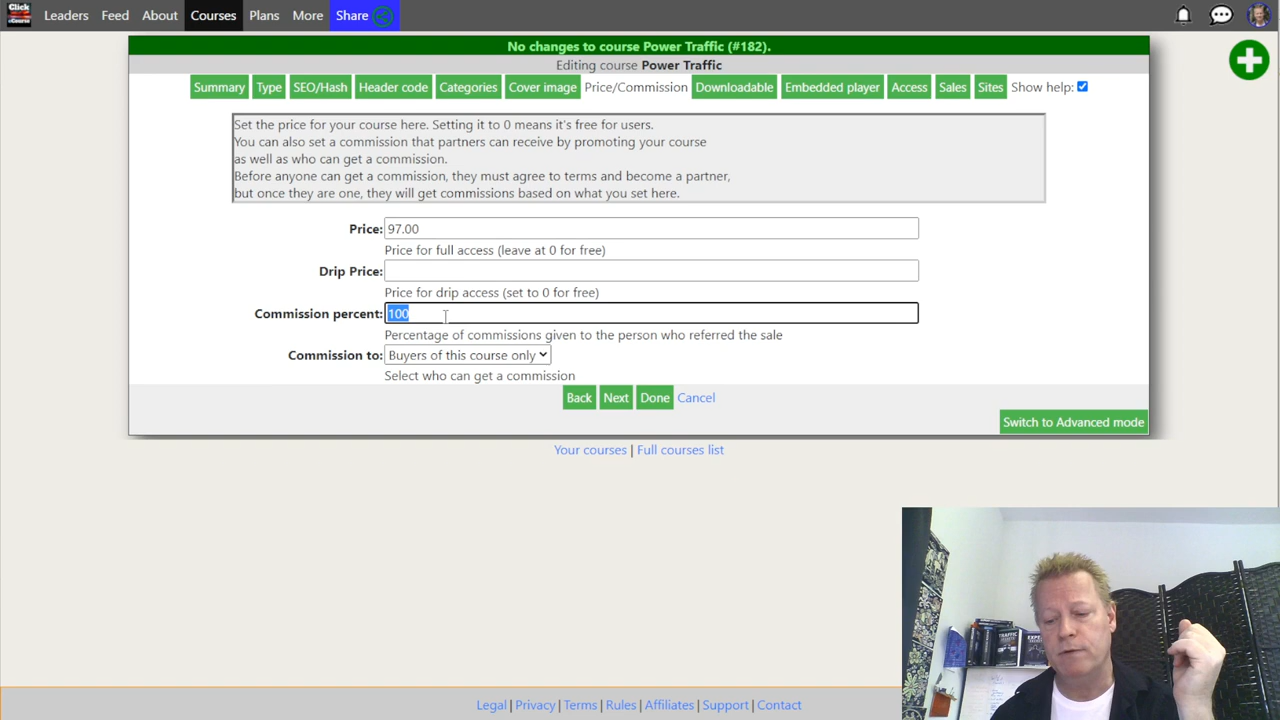 Click
eCourse
Leaders Feed About Courses Plans More Share
No changes to course Power Traffic (#182).
Editing course Power Traffic
Summary Type SEO/Hash Header code Categories Cover image Price/Commission Downloadable Embedded player Access Sales Sites Show help:
Set the price for your course here. Setting it to 0 means it's free for users.
You can also set a commission that partners can receive by promoting your course
as well as who can get a commission.
Before anyone can get a commission, they must agree to terms and become a partner,
but once they are one, they will get commissions based on what you set here.
Price: 97.00
Price for full access (leave at 0 for free)
Drip Price:
Price for drip access (set to 0 for free)
Commission percent: 100
Percentage of commissions given to the person who referred the sale
Commission to: Buyers of this course only
Select who can get a commission
Back Next Done Cancel
Switch to Advanced mode
Your courses | Full courses list
TRAFFIC
EXPERT
Legal | Privacy | Terms | Rules | Affiliates | Support | Contact